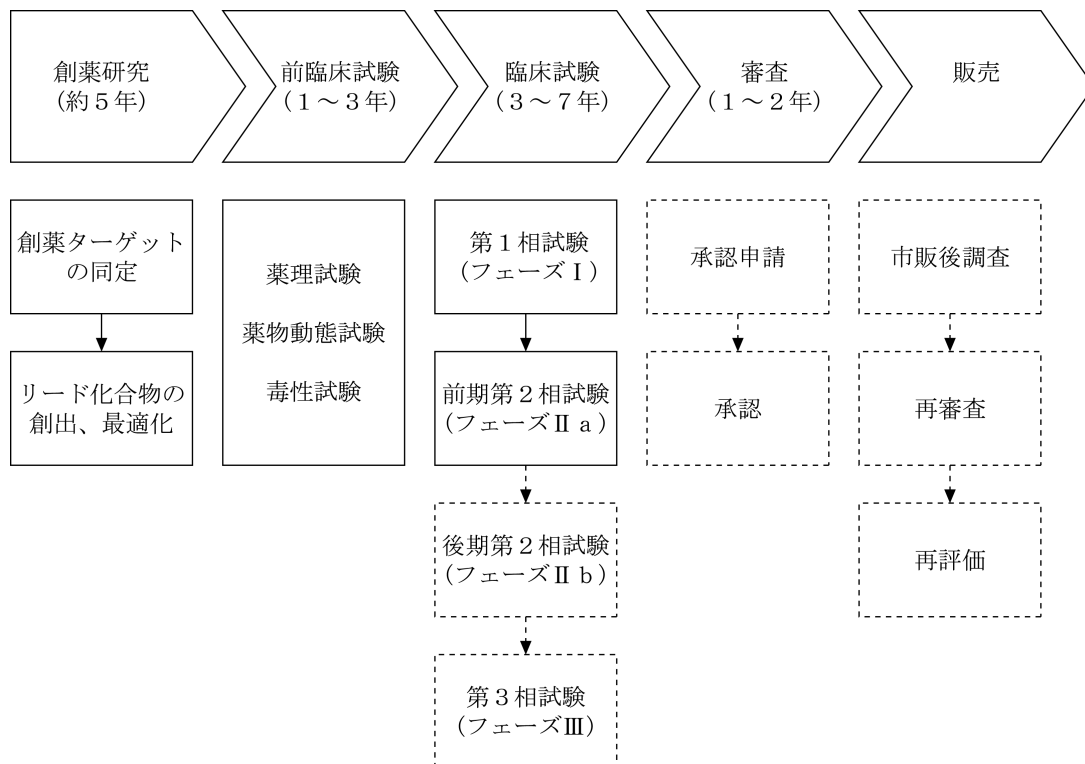 創薬研究
(約５年)
前臨床試験
(１～３年)
臨床試験
(３～７年)
審査
(１～２年)
販売
創薬ターゲット
の同定
リード化合物の
創出、最適化
薬理試験
薬物動態試験
毒性試験
第１相試験
(フェーズⅠ)
前期第２相試験
(フェーズⅡａ)
後期第２相試験
(フェーズⅡｂ)
第３相試験
(フェーズⅢ)
承認申請
承認
市販後調査
再審査
再評価